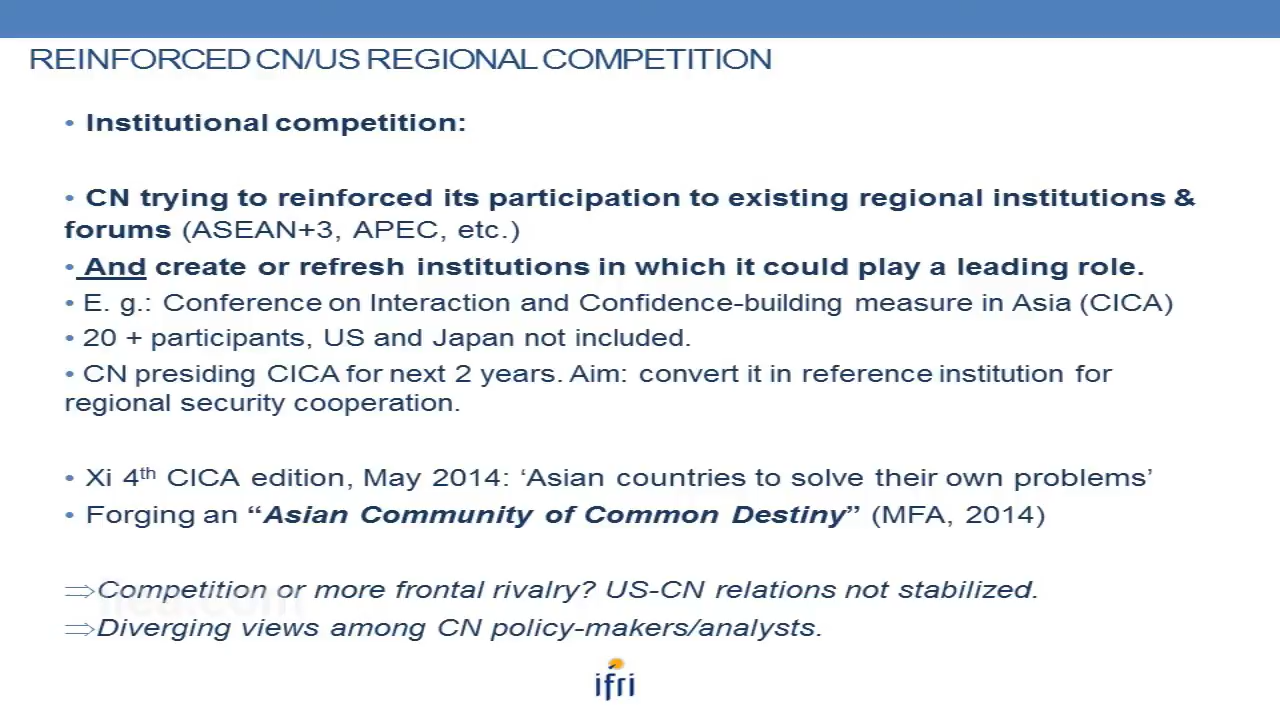 REINFORCED CN/US REGIONAL COMPETITION
• Institutional competition:
• CN trying to reinforced its participation to existing regional institutions &
forums (ASEAN+3, APEC, etc.)
• And create or refresh institutions in which it could play a leading role.
• E. g.: Conference on Interaction and Confidence-building measure in Asia (CICA)
• 20 + participants, US and Japan not included.
• CN presiding CICA for next 2 years. Aim: convert it in reference institution for
regional security cooperation.
• Xi 4th CICA edition, May 2014: ‘Asian countries to solve their own problems’
• Forging an “Asian Community of Common Destiny” (MFA, 2014)
⇒Competition or more frontal rivalry? US-CN relations not stabilized.
⇒Diverging views among CN policy-makers/analysts.
ifri